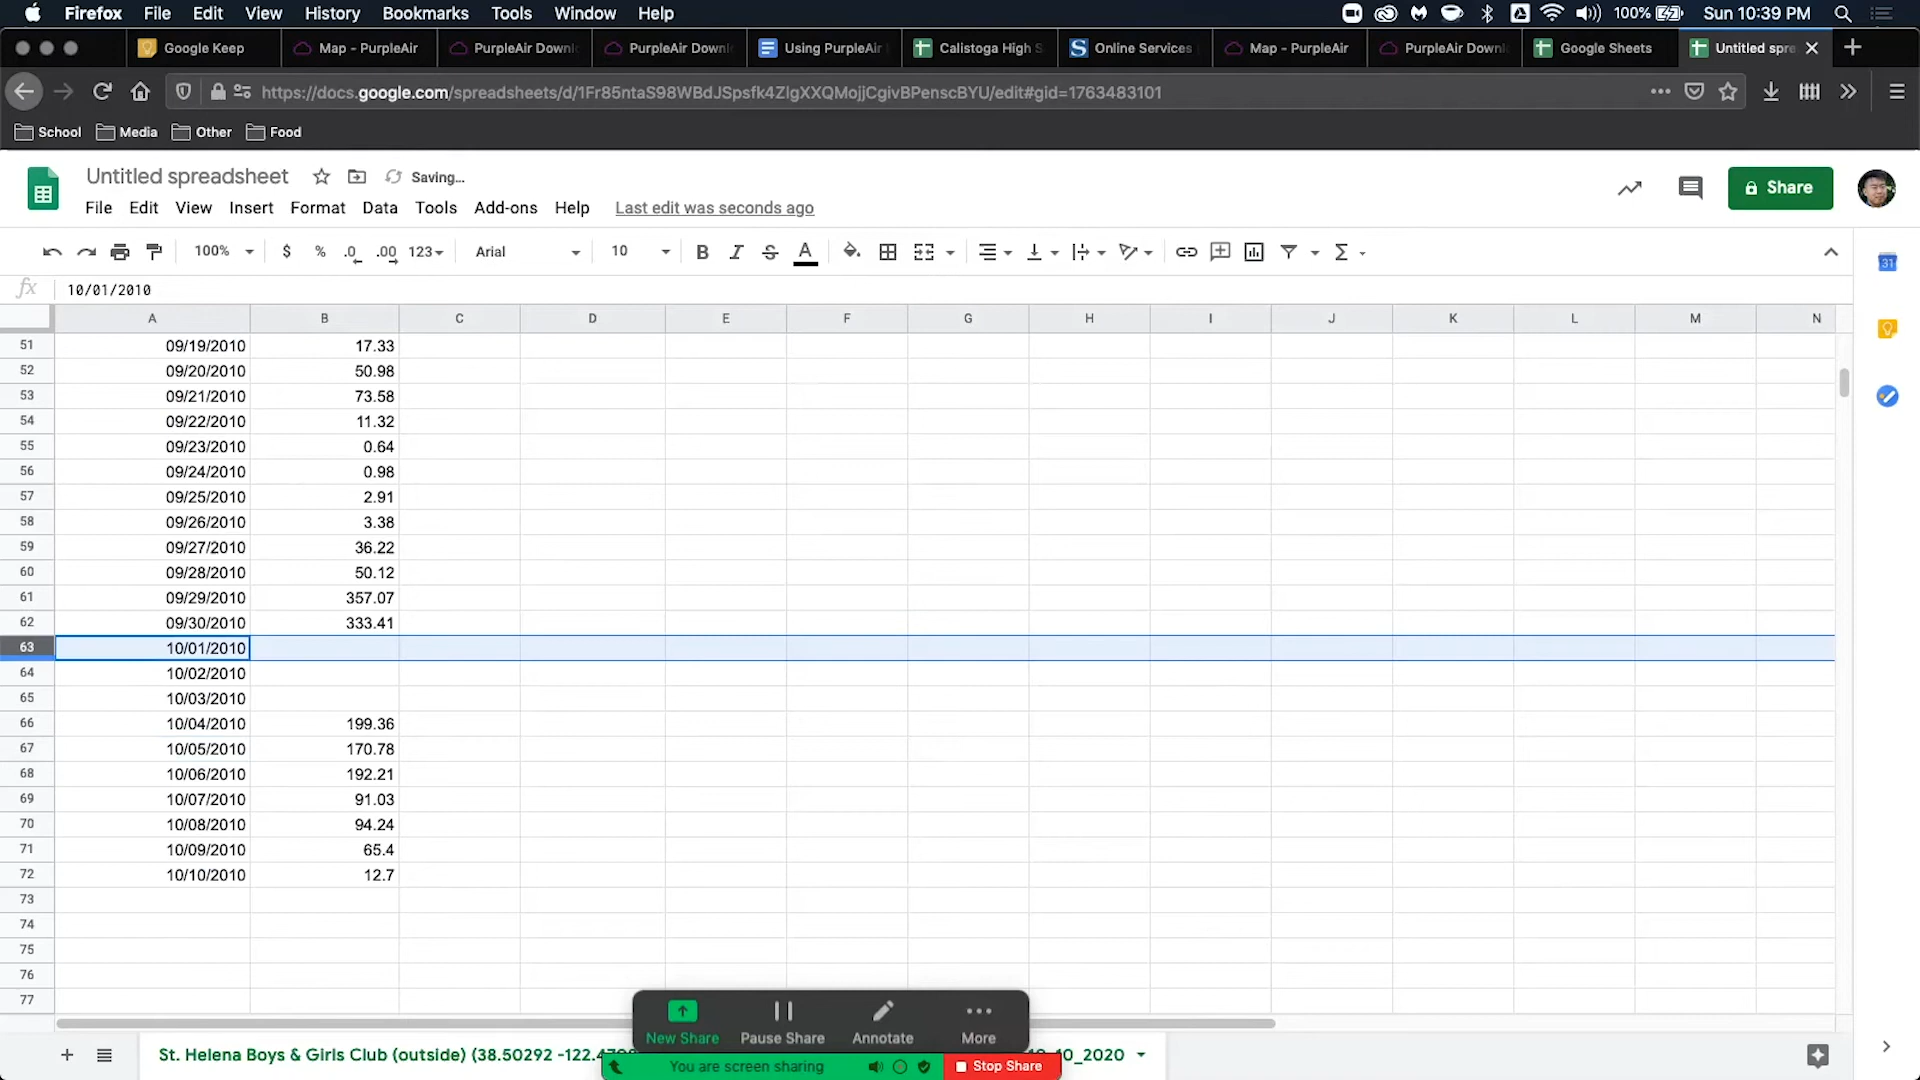 Firefox File Edit View History Bookmarks Tools Window Help 100% Sun 10:39 PM
Google Keep Map - PurpleAir PurpleAir Downl PurpleAir Downl Using PurpleAir Calistoga High S Online Services Map - PurpleAir PurpleAir Downl Google Sheets Untitled spre
https://docs.google.com/spreadsheets/d/1Fr85ntaS98WBdJSpsfk4ZlgXXQMojjCgivBPenscBYU/edit#gid=1763483101
School Media Other Food
Untitled spreadsheet Saving...
Share
File Edit View Insert Format Data Tools Add-ons Help Last edit was seconds ago
100% $ % .0 .00 123 Arial 10 B I S A Σ
31
fx 10/01/2010
A B C D E F G H I J K L M N
51 09/19/2010 17.33
52 09/20/2010 50.98
53 09/21/2010 73.58
54 09/22/2010 11.32
55 09/23/2010 0.64
56 09/24/2010 0.98
57 09/25/2010 2.91
58 09/26/2010 3.38
59 09/27/2010 36.22
60 09/28/2010 50.12
61 09/29/2010 357.07
62 09/30/2010 333.41
63 10/01/2010
64 10/02/2010
65 10/03/2010
66 10/04/2010 199.36
67 10/05/2010 170.78
68 10/06/2010 192.21
69 10/07/2010 91.03
70 10/08/2010 94.24
71 10/09/2010 65.4
72 10/10/2010 12.7
73
74
75
76
77
New Share Pause Share Annotate More
St. Helena Boys & Girls Club (outside) (38.50292 -122.47 0_2020
You are screen sharing Stop Share